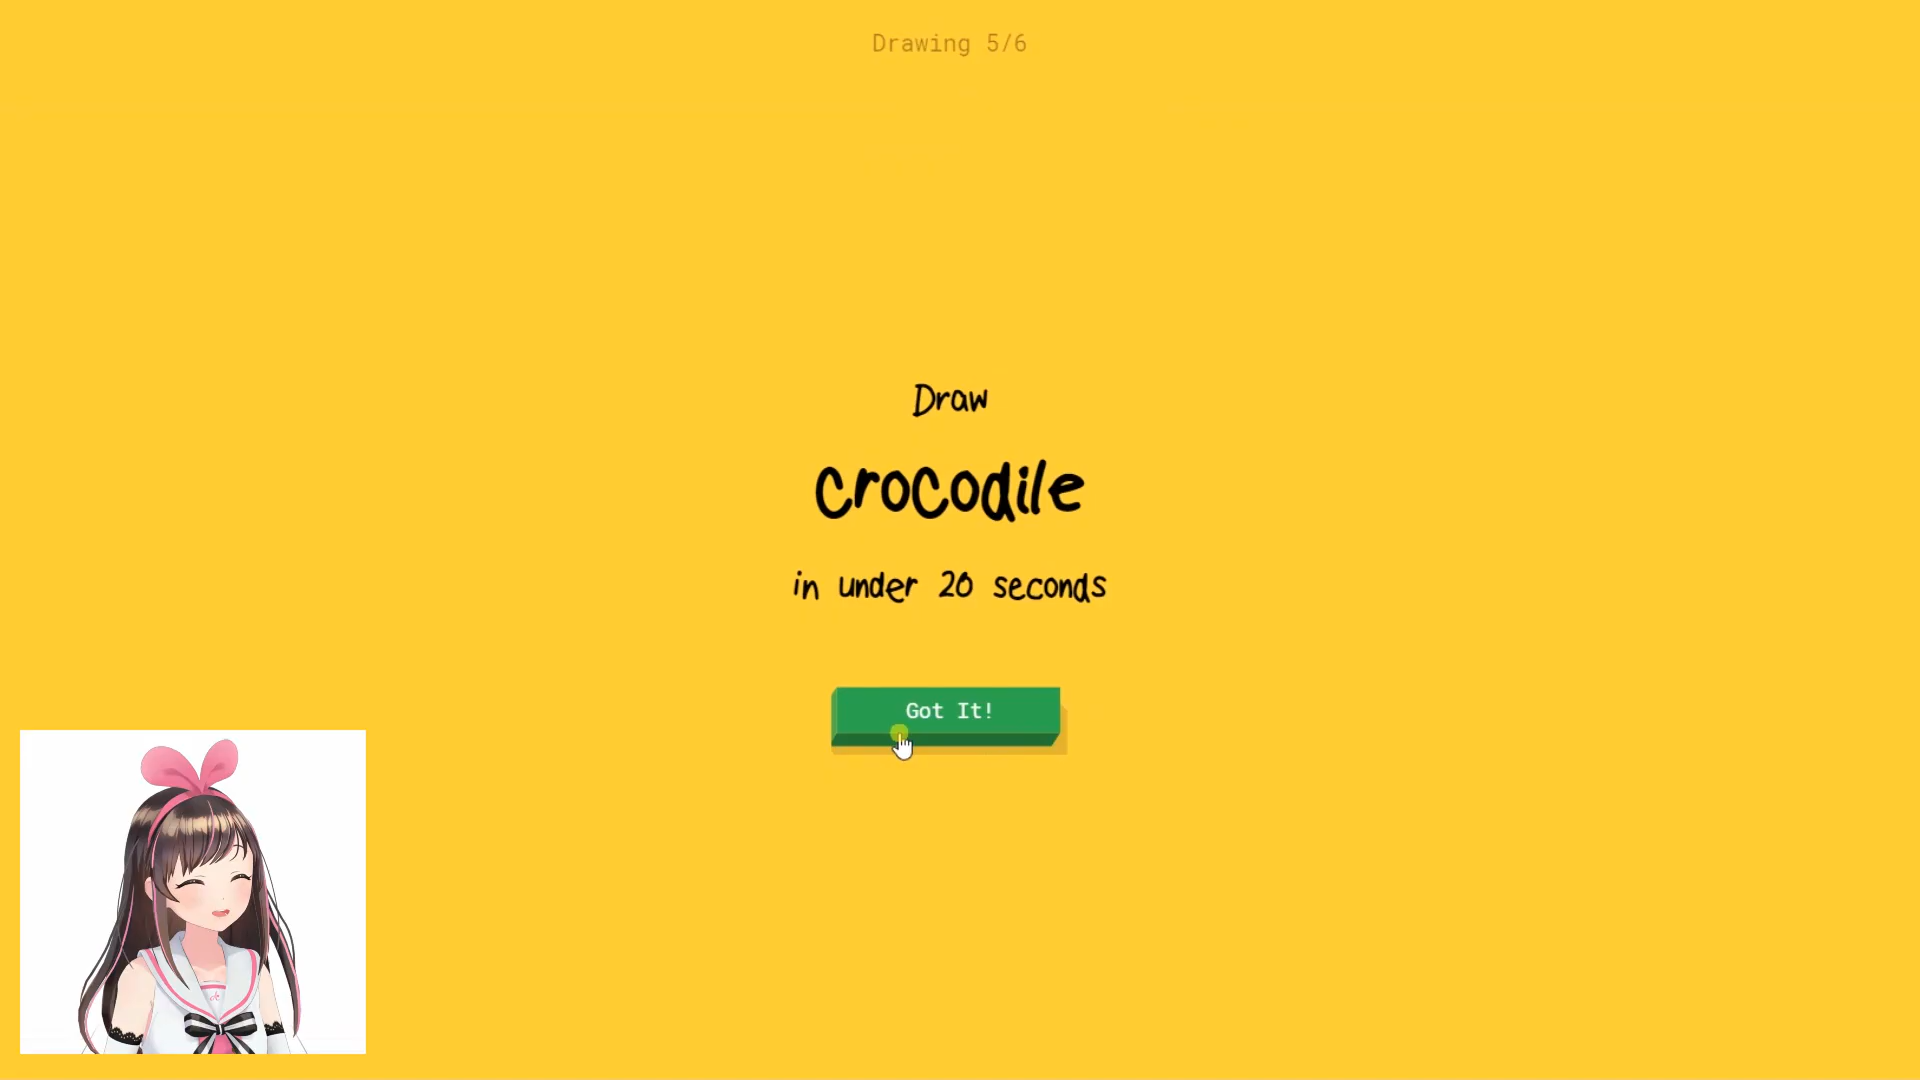 Drawing 5/6
Draw
crocodile
in under 20 seconds
Got It!